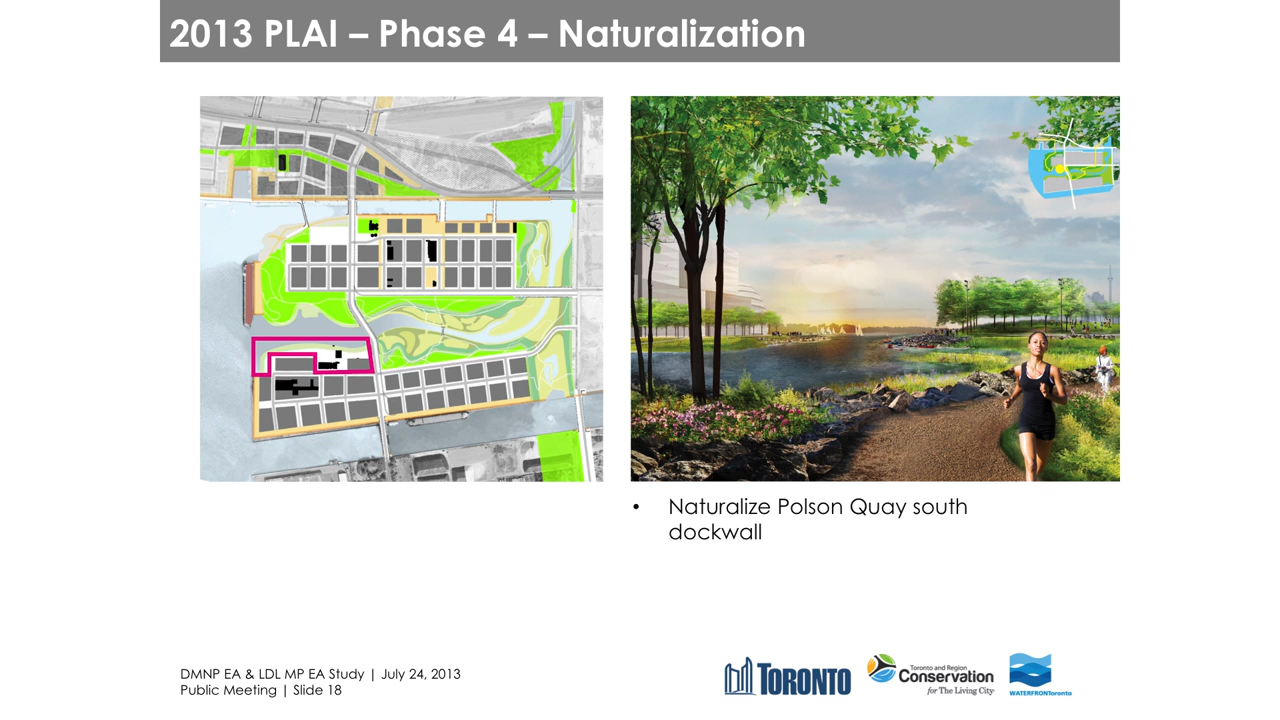 2013 PLAI – Phase 4 – Naturalization
• Naturalize Polson Quay south
dockwall
DMNP EA & LDL MP EA Study | July 24, 2013
Public Meeting | Slide 18
TORONTO
Toronto and Region
Conservation
for The Living City
WATERFRONToronto